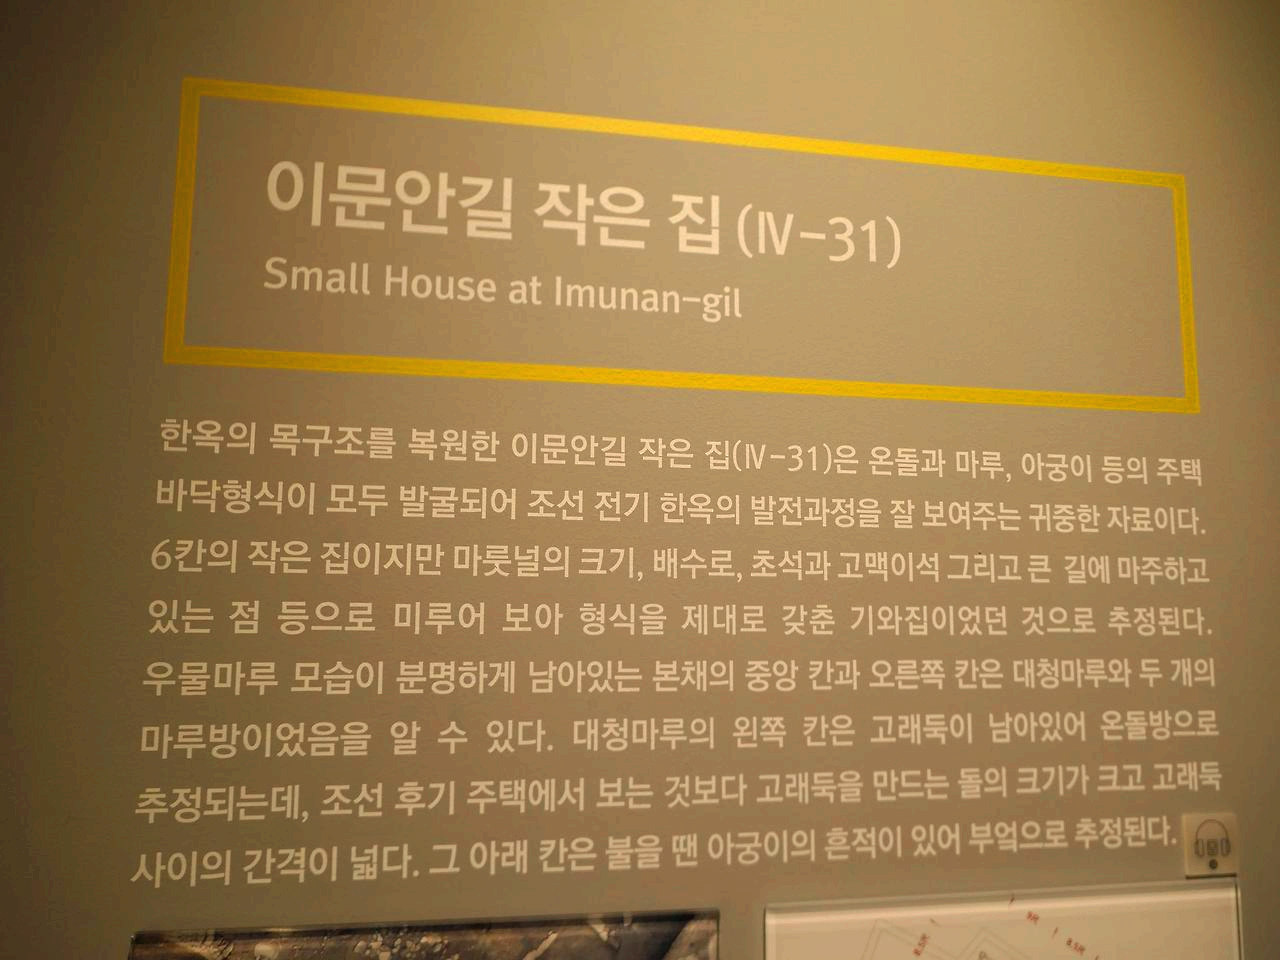 이문안길 작은 집 (Ⅳ-31)
Small House at Imunan-gil
한옥의 목구조를 복원한 이문안길 작은 집(Ⅳ-31)은 온돌과 마루, 아궁이 등의 주택
바닥형식이 모두 발굴되어 조선 전기 한옥의 발전과정을 잘 보여주는 귀중한 자료이다.
6칸의 작은 집이지만 마룻널의 크기, 배수로, 초석과 고맥이석 그리고 큰 길에 마주하고
있는 점 등으로 미루어 보아 형식을 제대로 갖춘 기와집이었던 것으로 추정된다.
우물마루 모습이 분명하게 남아있는 본채의 중앙 칸과 오른쪽 칸은 대청마루와 두 개의
마루방이었음을 알 수 있다. 대청마루의 왼쪽 칸은 고래둑이 남아있어 온돌방으로
추정되는데, 조선 후기 주택에서 보는 것보다 고래둑을 만드는 돌의 크기가 크고 고래둑
사이의 간격이 넓다. 그 아래 칸은 불을 땐 아궁이의 흔적이 있어 부엌으로 추정된다.